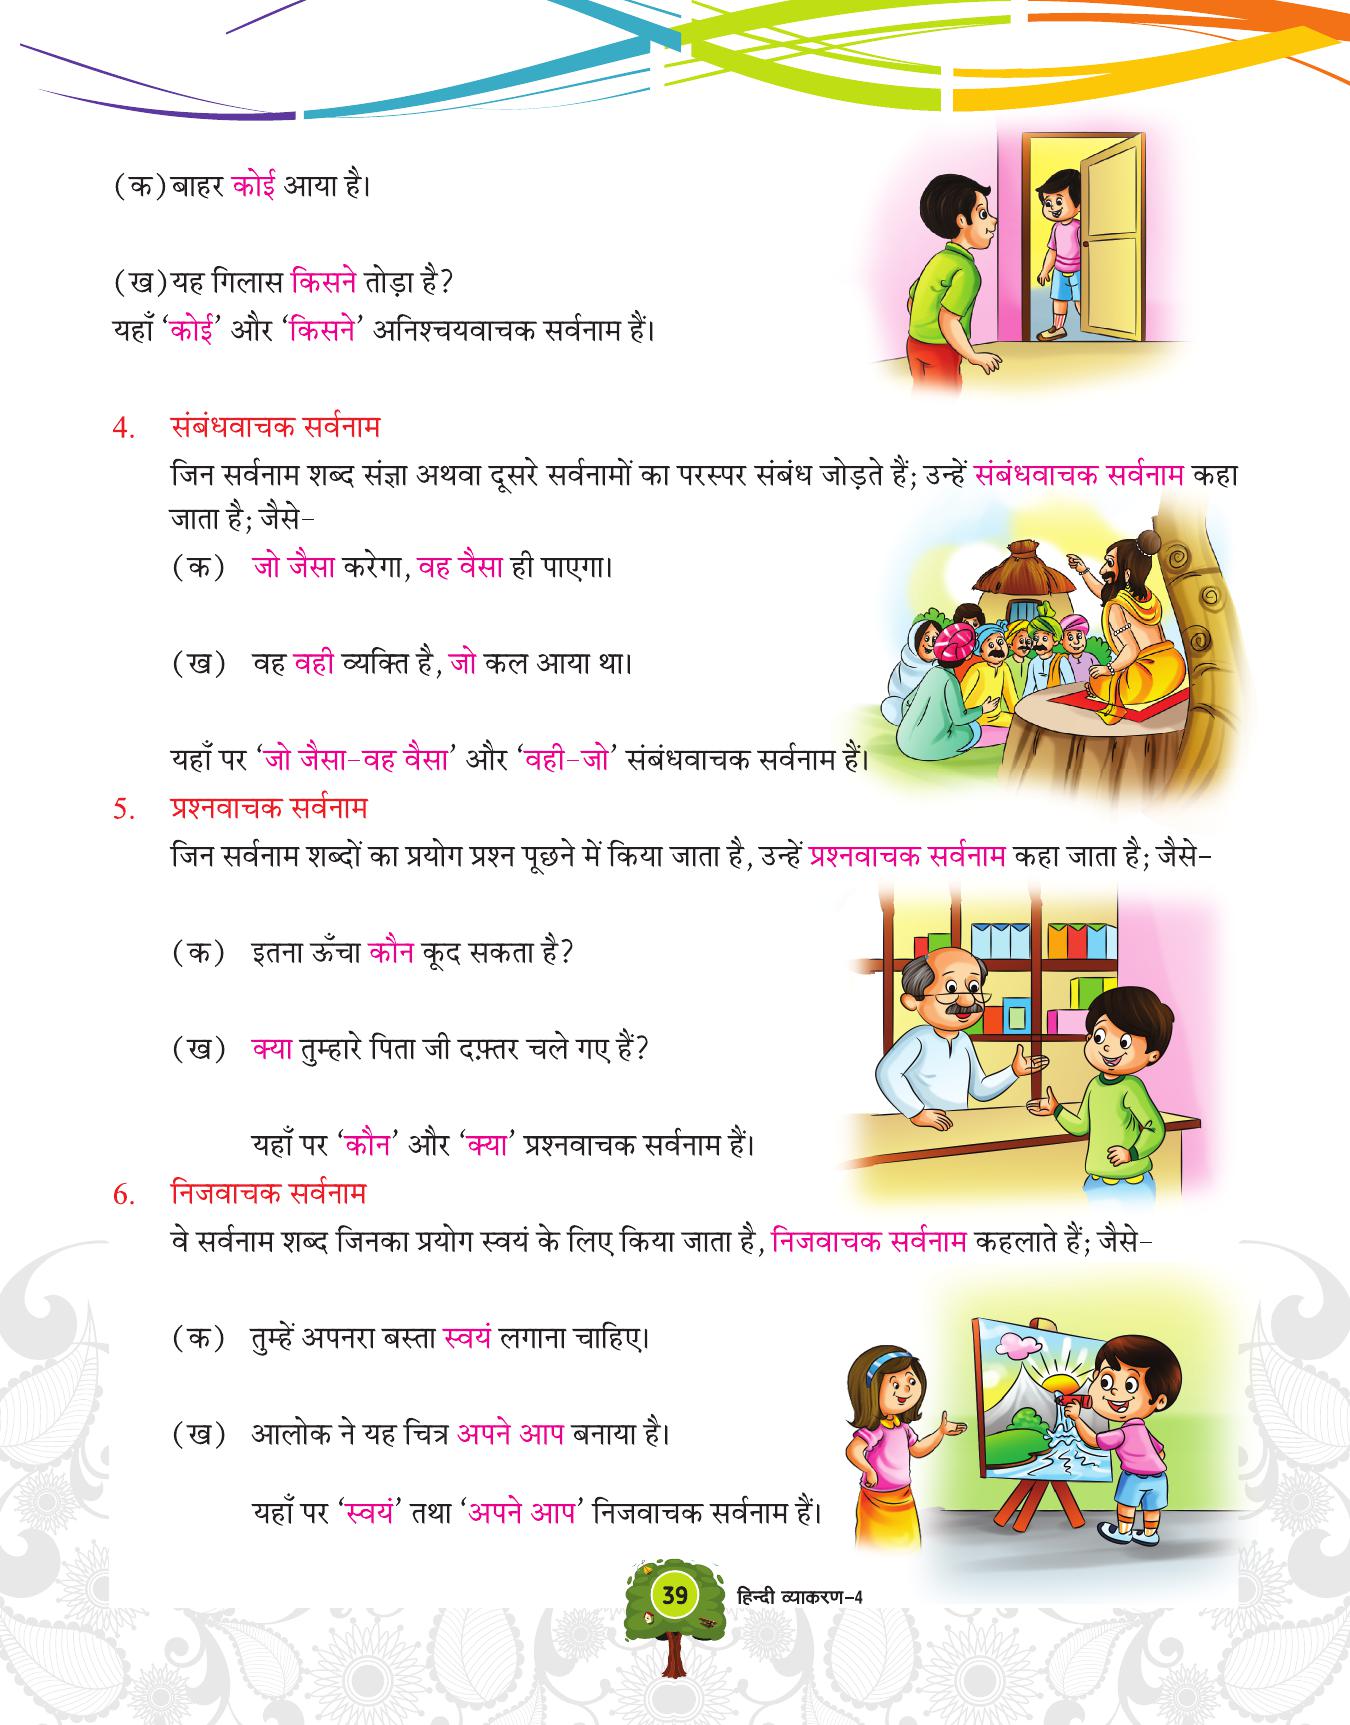 (क) बाहर कोई आया है।
(ख) यह गिलास किसने तोड़ा है?
यहाँ ‘कोई’ और ‘किसने’ अनिश्चयवाचक सर्वनाम हैं।
4. संबंधवाचक सर्वनाम
जिन सर्वनाम शब्द संज्ञा अथवा दूसरे सर्वनामों का परस्पर संबंध जोड़ते हैं; उन्हें संबंधवाचक सर्वनाम कहा
जाता है; जैसे-
(क) जो जैसा करेगा, वह वैसा ही पाएगा।
(ख) वह वही व्यक्ति है, जो कल आया था।
यहाँ पर ‘जो जैसा-वह वैसा’ और ‘वही-जो’ संबंधवाचक सर्वनाम हैं।
5. प्रश्नवाचक सर्वनाम
जिन सर्वनाम शब्दों का प्रयोग प्रश्न पूछने में किया जाता है, उन्हें प्रश्नवाचक सर्वनाम कहा जाता है; जैसे-
(क) इतना ऊँचा कौन कूद सकता है?
(ख) क्या तुम्हारे पिता जी दफ़्तर चले गए हैं?
यहाँ पर ‘कौन’ और ‘क्या’ प्रश्नवाचक सर्वनाम हैं।
6. निजवाचक सर्वनाम
वे सर्वनाम शब्द जिनका प्रयोग स्वयं के लिए किया जाता है, निजवाचक सर्वनाम कहलाते हैं; जैसे-
(क) तुम्हें अपनरा बस्ता स्वयं लगाना चाहिए।
(ख) आलोक ने यह चित्र अपने आप बनाया है।
यहाँ पर ‘स्वयं’ तथा ‘अपने आप’ निजवाचक सर्वनाम हैं।
39 हिन्दी व्याकरण-4